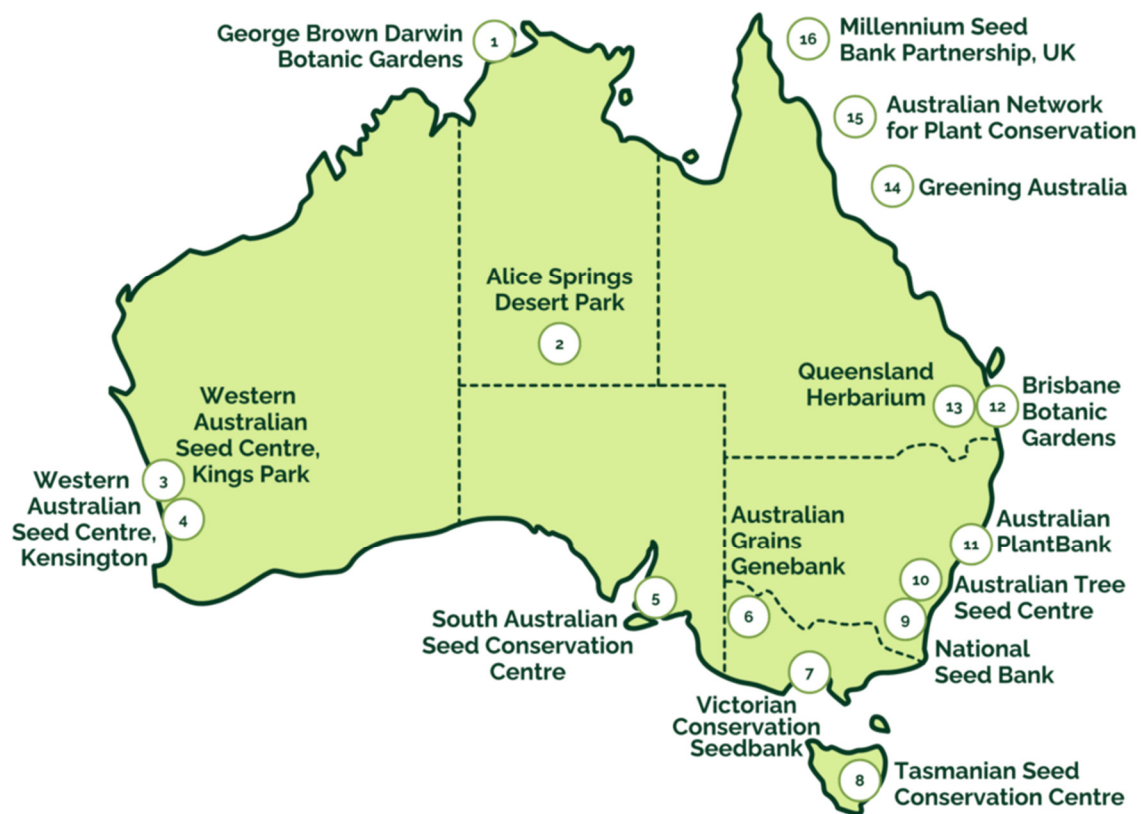 George Brown Darwin
Botanic Gardens
1
16
Millennium Seed
Bank Partnership, UK
15
Australian Network
for Plant Conservation
14
Greening Australia
Alice Springs
Desert Park
2
Queensland
Herbarium
13
12
Brisbane
Botanic
Gardens
Western
Australian
Seed Centre,
Kings Park
3
Western
Australian
Seed Centre,
Kensington
4
Australian
Grains
Genebank
6
11
Australian
PlantBank
10
Australian Tree
Seed Centre
9
National
Seed Bank
5
South Australian
Seed Conservation
Centre
7
Victorian
Conservation
Seedbank
8
Tasmanian Seed
Conservation Centre